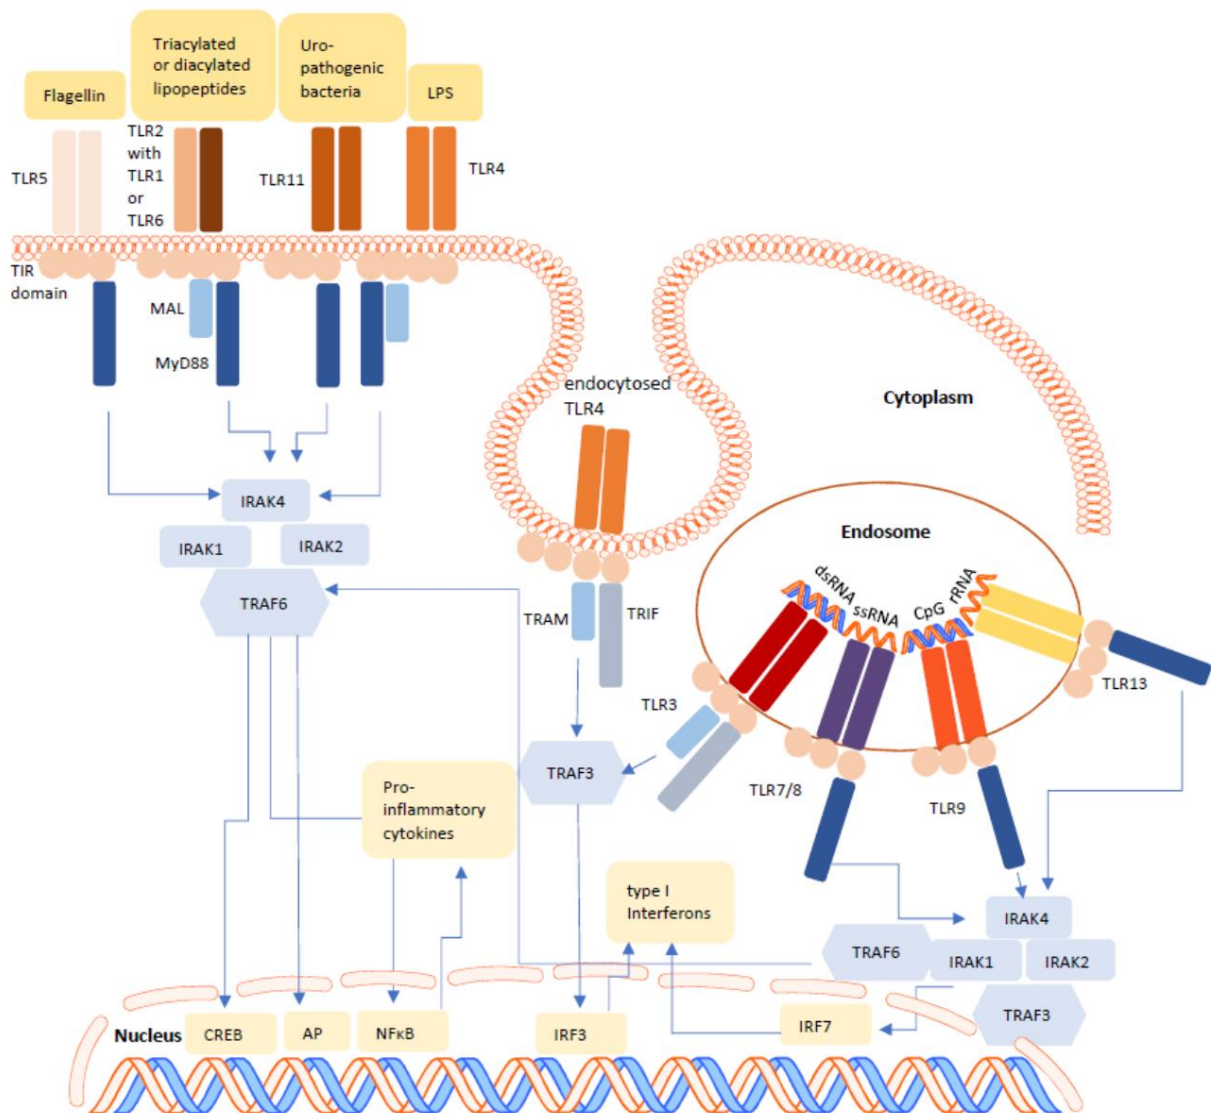 Flagellin
Triacylated
or diacylated
lipopeptides
Uro-
pathogenic
bacteria
LPS
TLR5
TLR2
with
TLR1
or
TLR6
TLR11
TLR4
TIR
domain
MAL
MyD88
endocytosed
TLR4
Cytoplasm
IRAK4
IRAK1
IRAK2
TRAF6
Endosome
dsRNA
ssRNA
CpG
rRNA
TRAM
TRIF
TLR3
TLR13
TRAF3
TLR7/8
TLR9
Pro-
inflammatory
cytokines
type I
Interferons
IRAK4
TRAF6
IRAK1
IRAK2
TRAF3
Nucleus
CREB
AP
NFκB
IRF3
IRF7